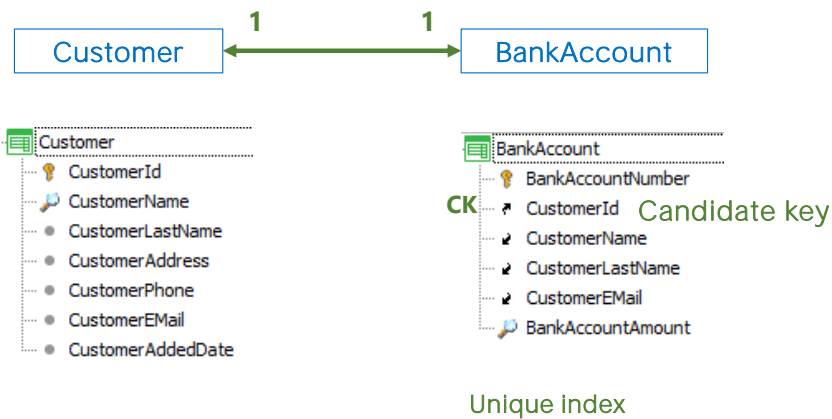 1 1
Customer BankAccount
Customer
CustomerId
CustomerName
CustomerLastName
CustomerAddress
CustomerPhone
CustomerEMail
CustomerAddedDate
BankAccount
BankAccountNumber
CK CustomerId Candidate key
CustomerName
CustomerLastName
CustomerEMail
BankAccountAmount
Unique index